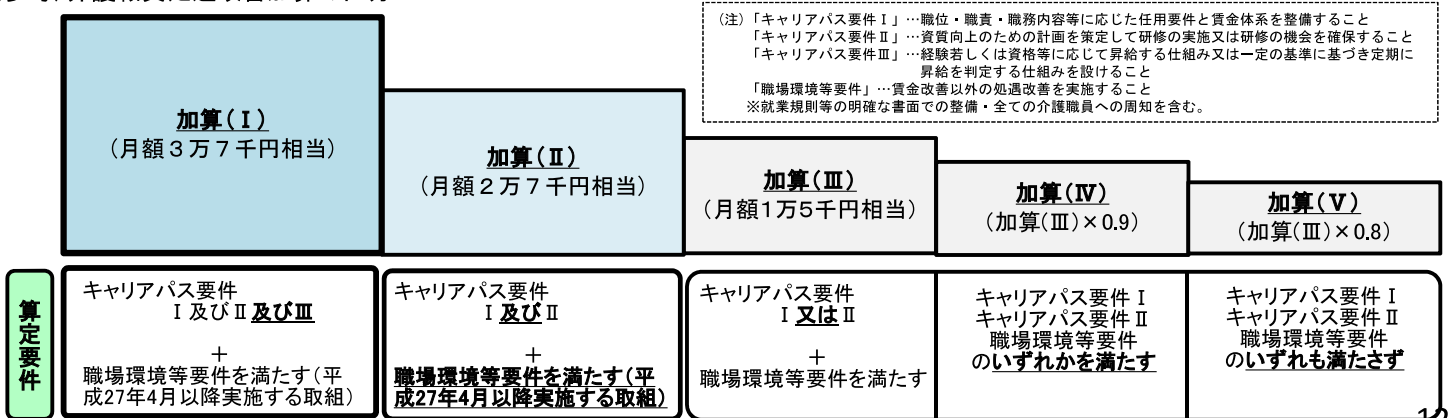 （注）「キャリアパス要件Ⅰ」…職位・職責・職務内容等に応じた任用要件と賃金体系を整備すること
「キャリアパス要件Ⅱ」…資質向上のための計画を策定して研修の実施又は研修の機会を確保すること
「キャリアパス要件Ⅲ」…経験若しくは資格等に応じて昇給する仕組み又は一定の基準に基づき定期に
昇給を判定する仕組みを設けること
「職場環境等要件」…賃金改善以外の処遇改善を実施すること
※就業規則等の明確な書面での整備・全ての介護職員への周知を含む。
加算（Ⅰ）
（月額３万７千円相当）
加算（Ⅱ）
（月額２万７千円相当）
加算（Ⅲ）
（月額1万5千円相当）
加算（Ⅳ）
（加算（Ⅲ）×0.9）
加算（Ⅴ）
（加算（Ⅲ）×0.8）
算定要件
キャリアパス要件
Ⅰ及びⅡ及びⅢ
＋
職場環境等要件を満たす（平
成27年4月以降実施する取組）
キャリアパス要件
Ⅰ及びⅡ
＋
職場環境等要件を満たす（平
成27年4月以降実施する取組）
キャリアパス要件
Ⅰ又はⅡ
＋
職場環境等要件を満たす
キャリアパス要件Ⅰ
キャリアパス要件Ⅱ
職場環境等要件
のいずれかを満たす
キャリアパス要件Ⅰ
キャリアパス要件Ⅱ
職場環境等要件
のいずれも満たさず